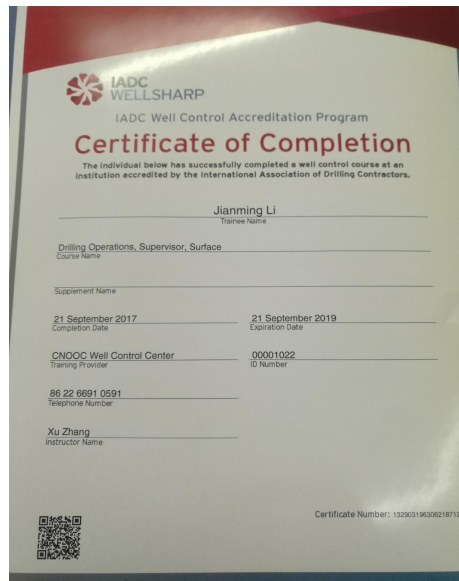 IADC
WELLSHARP
IADC Well Control Accreditation Program
Certificate of Completion
The individual below has successfully completed a well control course at an
institution accredited by the International Association of Drilling Contractors.
Jianming Li
Trainee Name
Drilling Operations, Supervisor, Surface
Course Name
Supplement Name
21 September 2017 21 September 2019
Completion Date Expiration Date
CNOOC Well Control Center 00001022
Training Provider ID Number
86 22 6691 0591
Telephone Number
Xu Zhang
Instructor Name
Certificate Number: